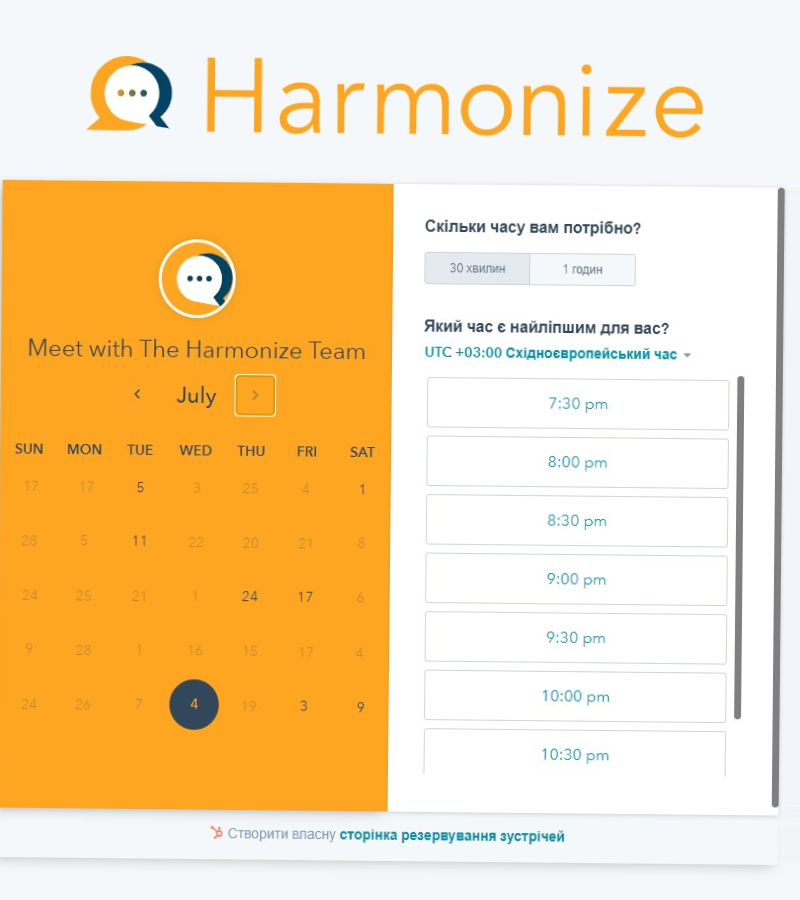 Harmonize
Meet with The Harmonize Team
July
SUN MON TUE WED THU FRI SAT
17 17 5 3 25 4 1
28 5 11 22 20 21 8
24 25 21 1 24 17 6
9 28 1 16 15 17 4
24 26 7 4 19 3 9
Скільки часу вам потрібно?
30 хвилин 1 годин
Який час є найліпшим для вас?
UTC +03:00 Східноєвропейський час
7:30 pm
8:00 pm
8:30 pm
9:00 pm
9:30 pm
10:00 pm
10:30 pm
Створити власну сторінка резервування зустрічей